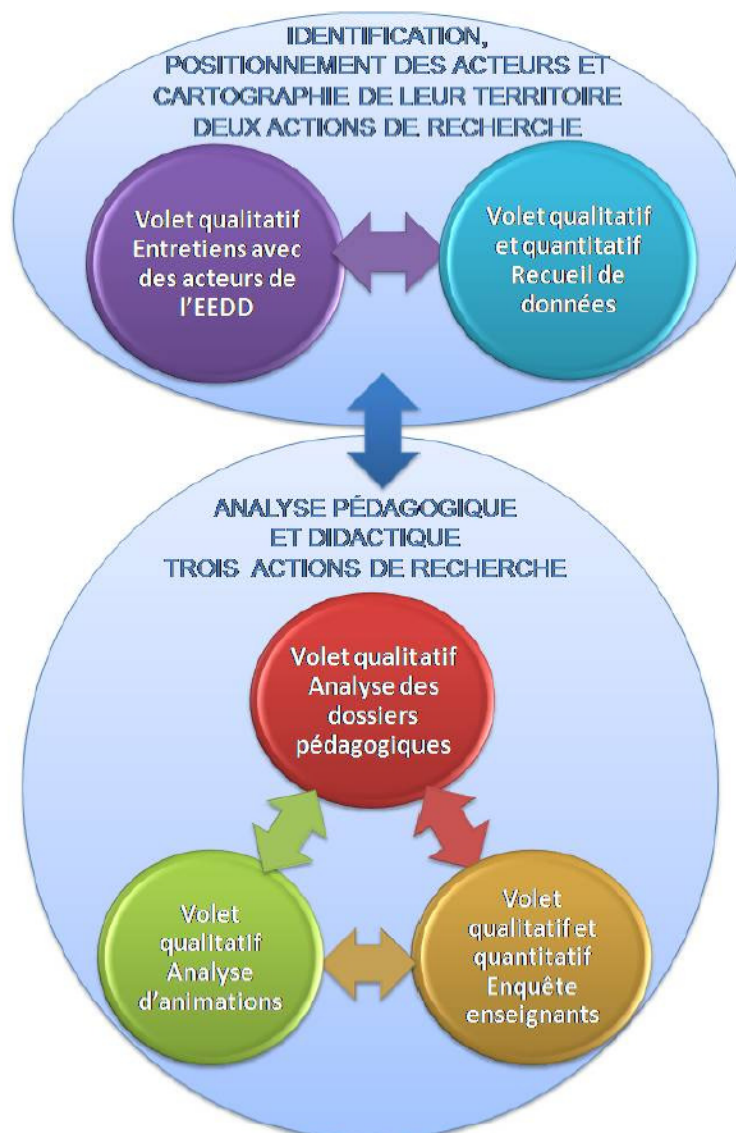 IDENTIFICATION,
POSITIONNEMENT DES ACTEURS ET
CARTOGRAPHIE DE LEUR TERRITOIRE
DEUX ACTIONS DE RECHERCHE
Volet qualitatif
Entretiens avec
des acteurs de
l'EEDD
Volet qualitatif
et quantitatif
Recueil de
données
ANALYSE PÉDAGOGIQUE
ET DIDACTIQUE
TROIS ACTIONS DE RECHERCHE
Volet qualitatif
Analyse des
dossiers
pédagogiques
Volet
qualitatif
Analyse
d'animations
Volet
qualitatif et
quantitatif
Enquête
enseignants